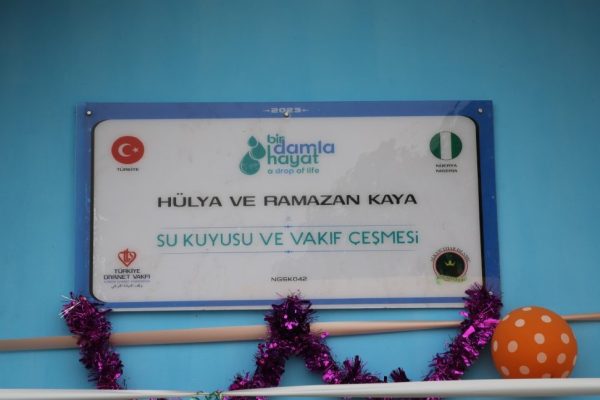 -2023-
bir
damla
hayat
a drop of life
TÜRKİYE
NİJERYA
NIGERIA
HÜLYA VE RAMAZAN KAYA
SU KUYUSU VE VAKIF ÇEŞMESİ
TÜRKİYE
DİYANET VAKFI
NGSK042